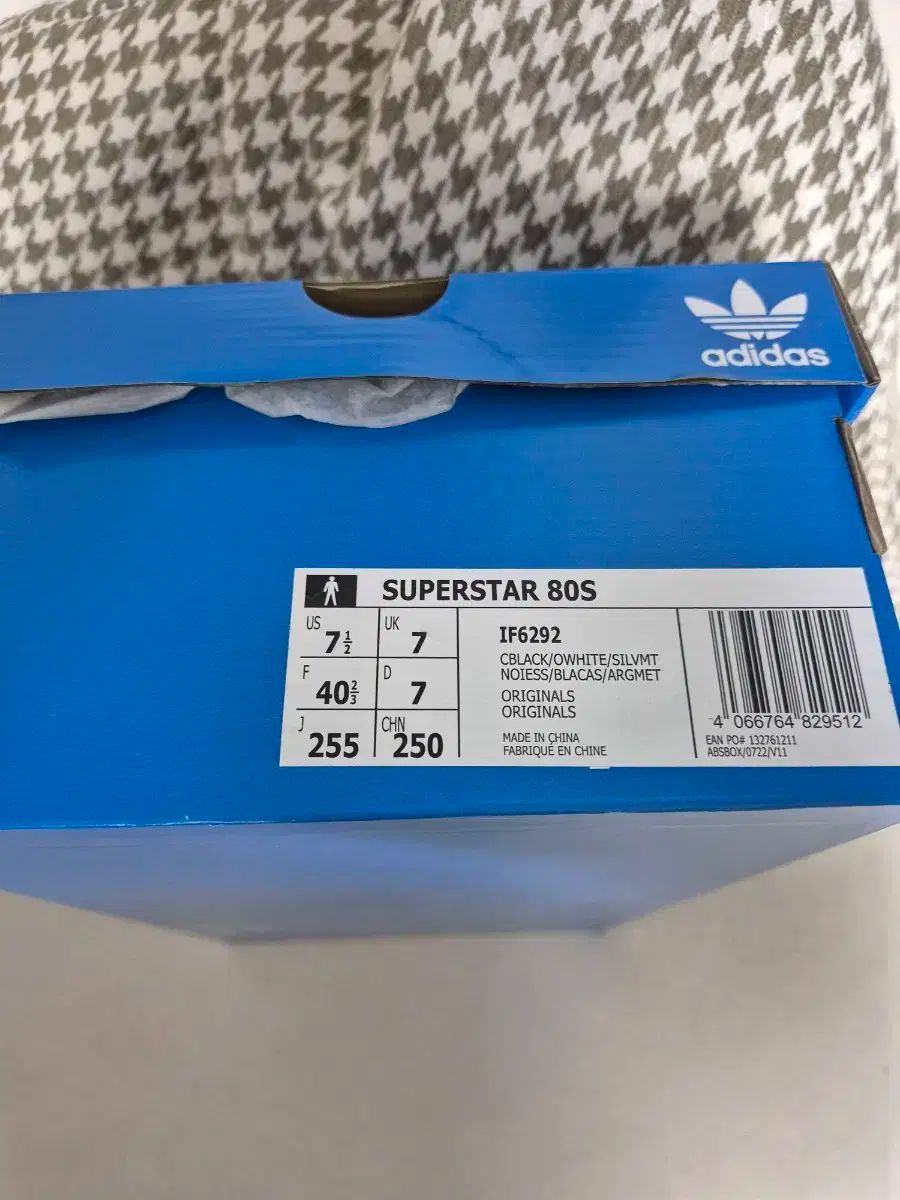 adidas
SUPERSTAR 80S
US
7½
UK
7
F
40⅔
D
7
J
255
CHN
250
IF6292
CBLACK/OWHITE/SILVMT
NOIESS/BLACAS/ARGMET
ORIGINALS
ORIGINALS
MADE IN CHINA
FABRIQUÉ EN CHINE
4 066764 829512
EAN PO# 132761211
ABSBOX/0722/V11